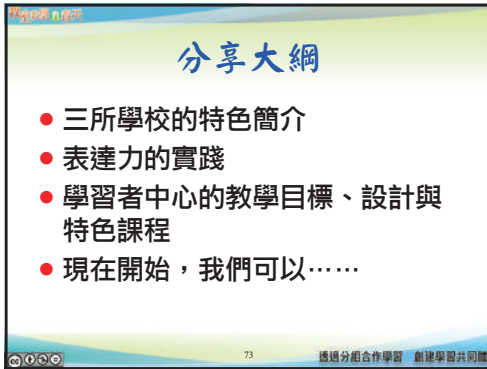 分享大綱
三所學校的特色簡介
表達力的實踐
學習者中心的教學目標、設計與
特色課程
現在開始，我們可以……
73
透過分組合作學習 創建學習共同體